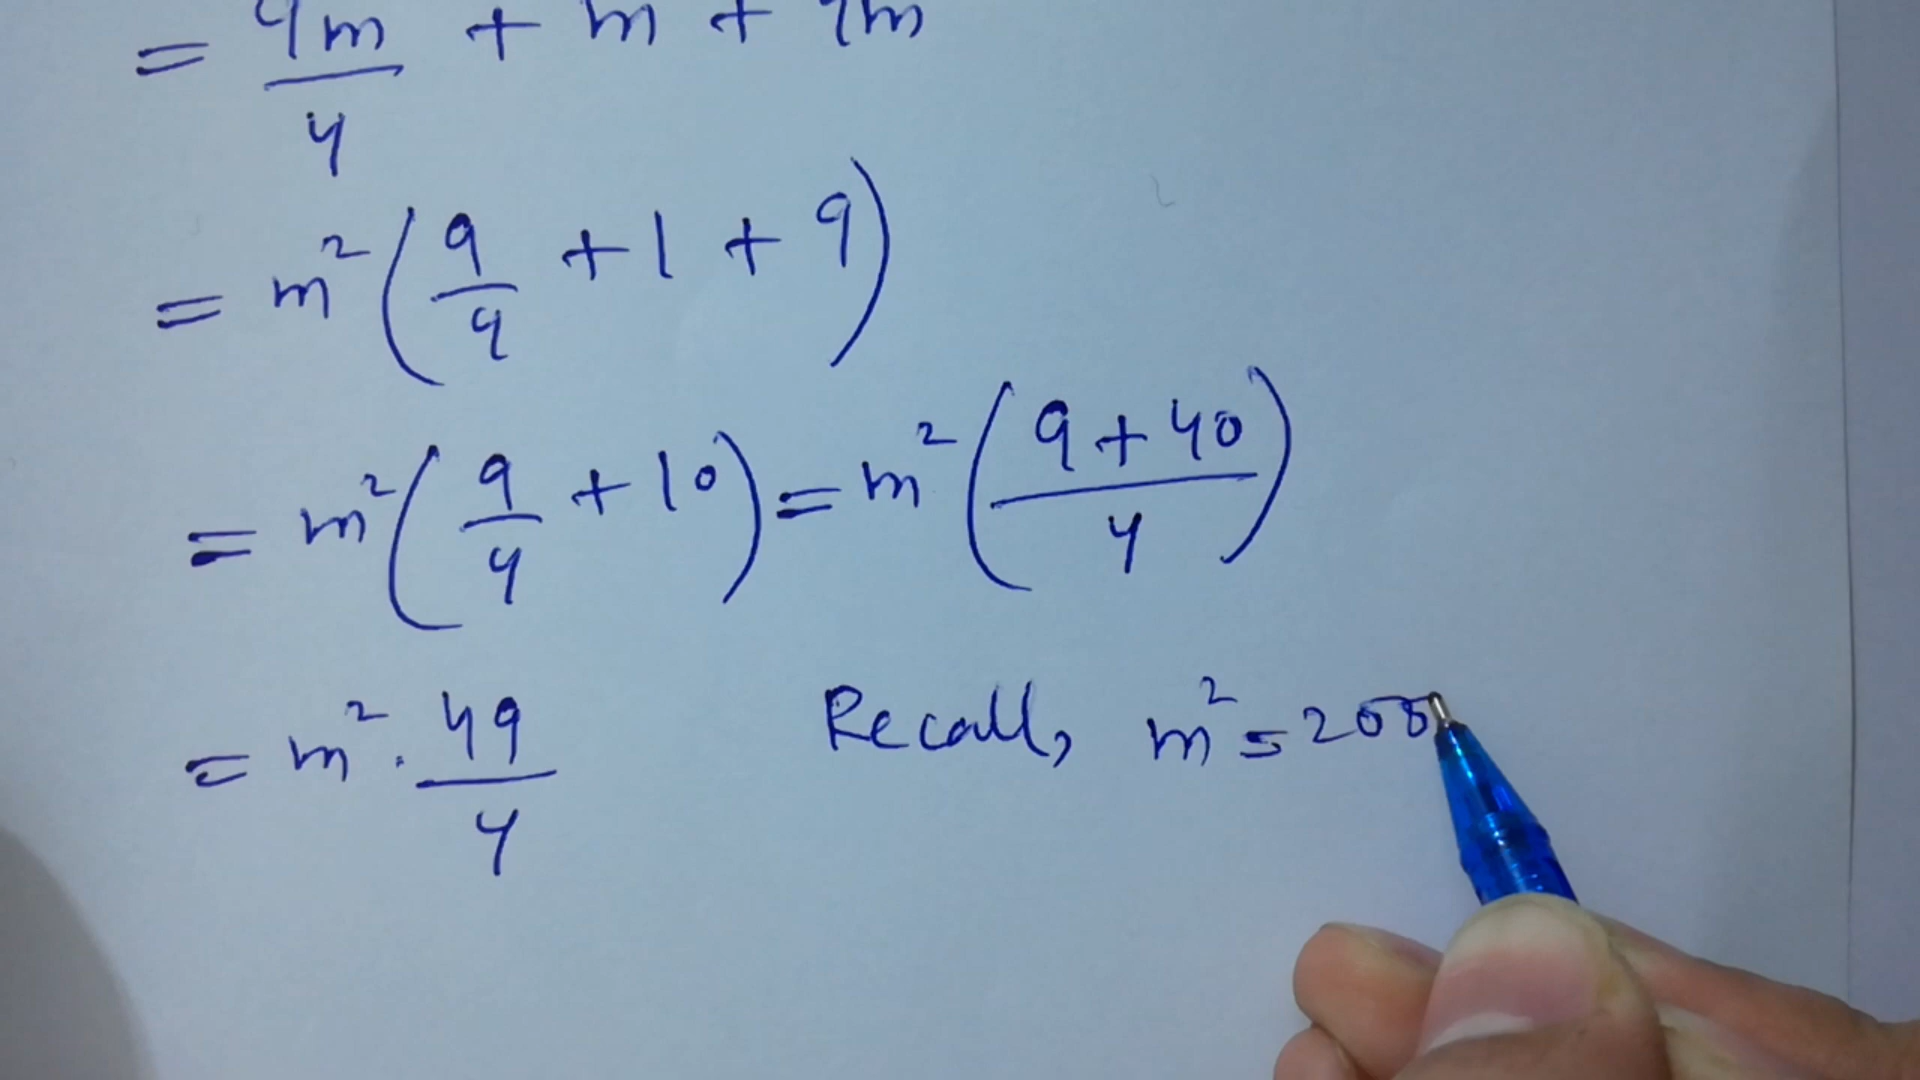 = 9m/4 + m + 9m
= m²(9/4 + 1 + 9)
= m²(9/4 + 10) = m²((9 + 40)/4)
= m² · 49/4
Recall, m² = 200